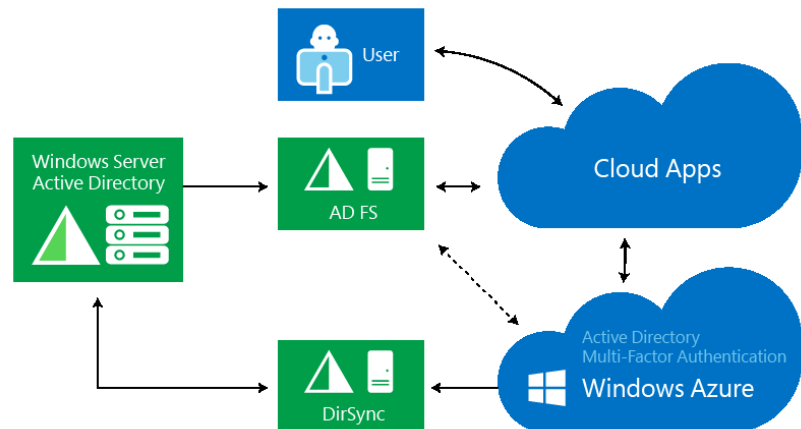 User
Windows Server
Active Directory
AD FS
Cloud Apps
Active Directory
Multi-Factor Authentication
Windows Azure
DirSync